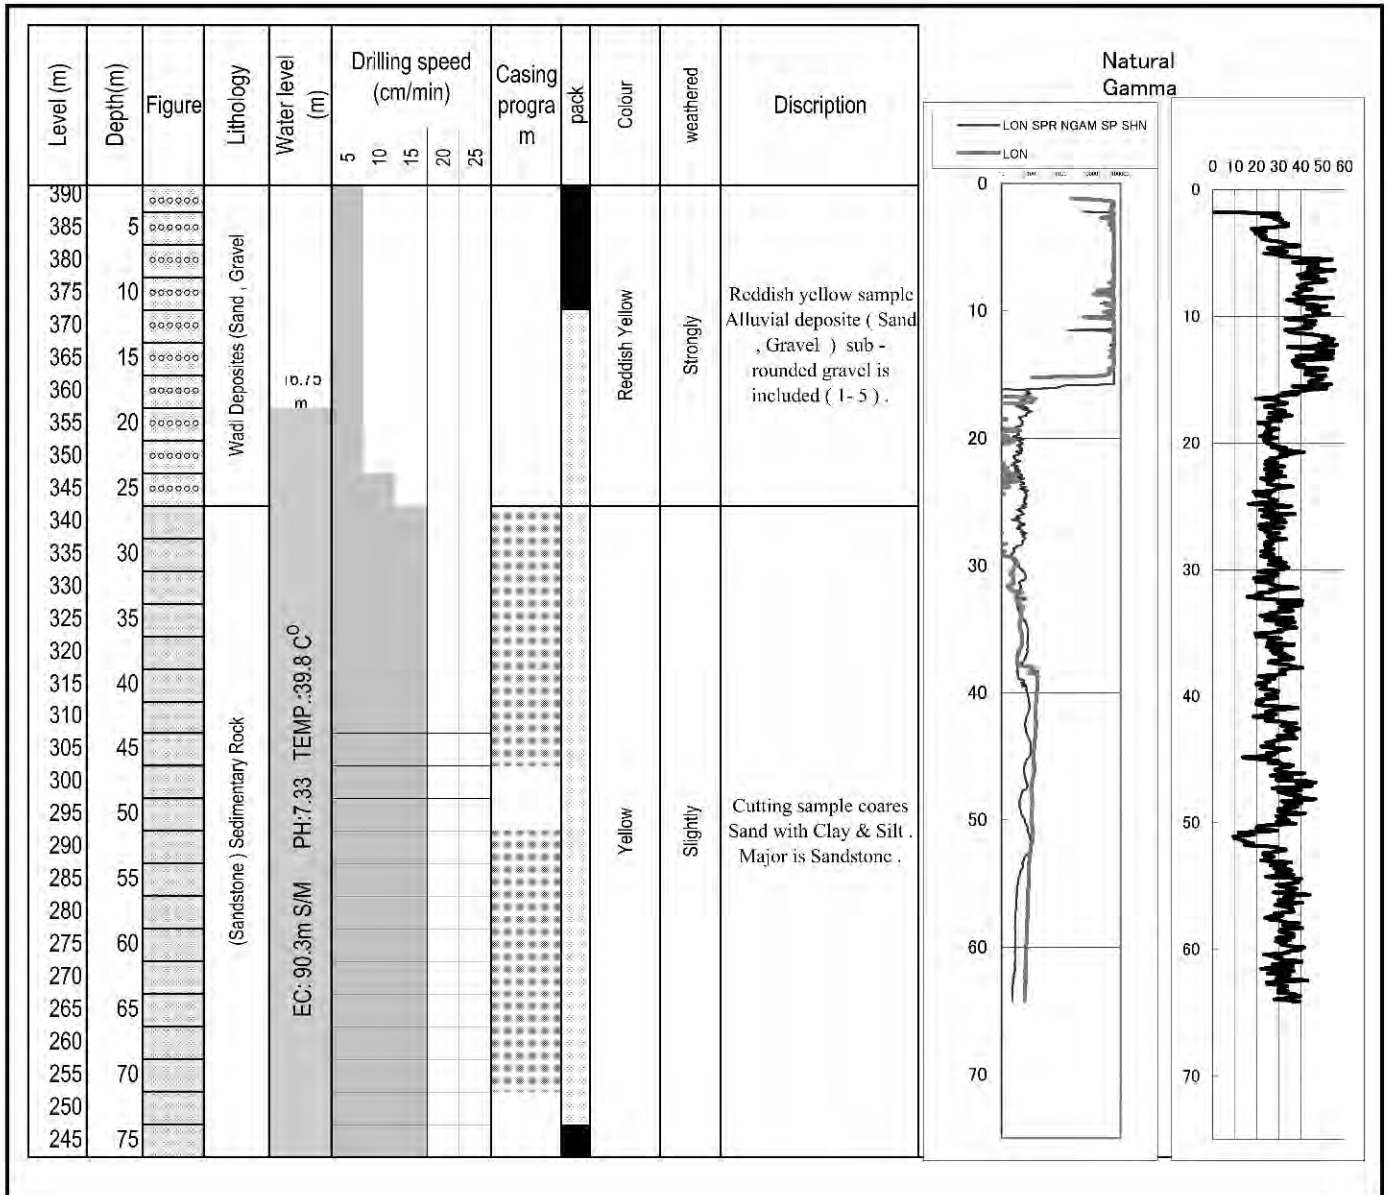 Level (m)
Depth(m)
Figure
Lithology
Water level
(m)
Drilling speed
(cm/min)
5
10
15
20
25
Casing
progra
m
pack
Colour
weathered
Discription
Natural
Gamma
LON SPR NGAM SP SHN
LON
0 10 20 30 40 50 60
390
385 5
380
375 10
370
365 15
360
355 20
350
345 25
340
335 30
330
325 35
320
315 40
310
305 45
300
295 50
290
285 55
280
275 60
270
265 65
260
255 70
250
245 75
Wadi Deposites (Sand , Gravel
(Sandstone ) Sedimentary Rock
16.75
m
EC: 90.3m S/M PH:7.33 TEMP.:39.8 C°
Reddish Yellow
Strongly
Reddish yellow sample
Alluvial deposite ( Sand
, Gravel ) sub -
rounded gravel is
included ( 1- 5 ) .
Yellow
Slightly
Cutting sample coares
Sand with Clay & Silt .
Major is Sandstone .
0
10
20
30
40
50
60
70
0
10
20
30
40
50
60
70